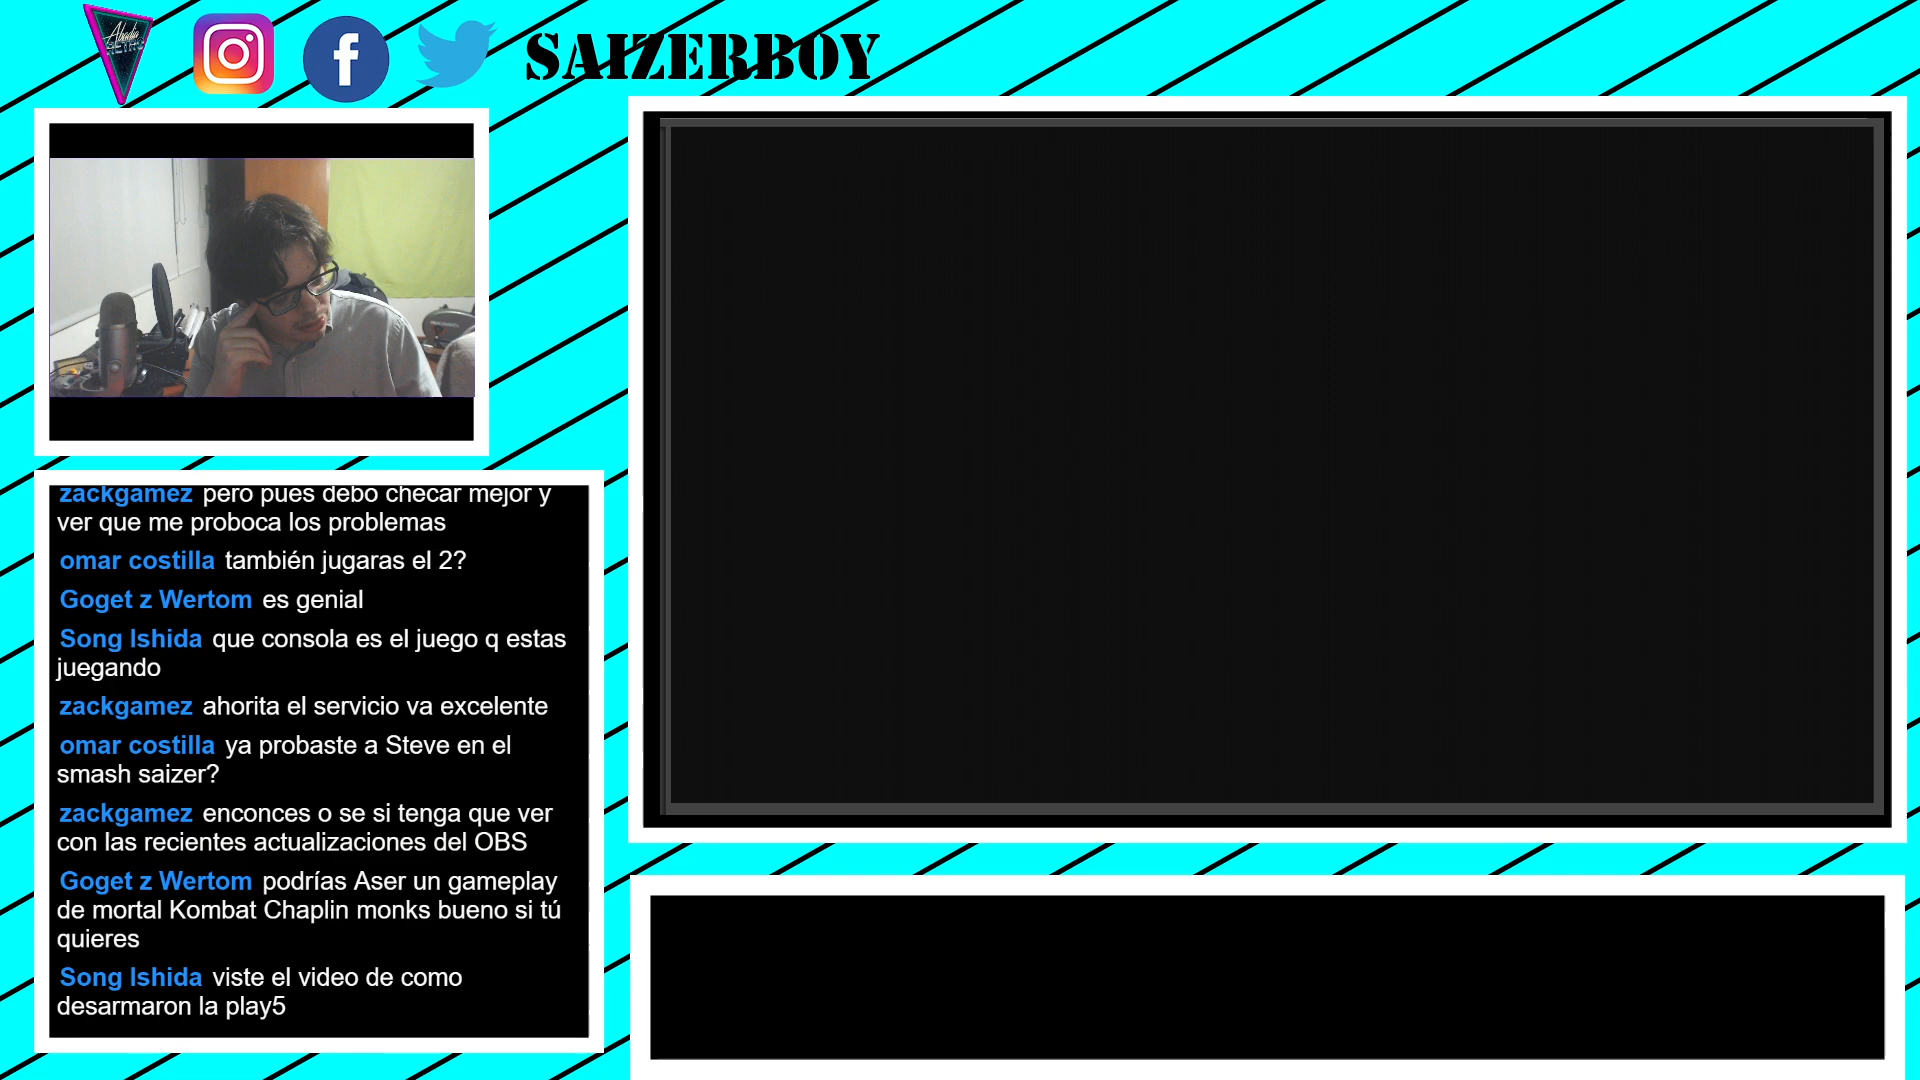 Abadia
RETRO
SAIZERBOY
zackgamez pero pues debo checar mejor y
ver que me proboca los problemas
omar costilla también jugaras el 2?
Goget z Wertom es genial
Song Ishida que consola es el juego q estas
juegando
zackgamez ahorita el servicio va excelente
omar costilla ya probaste a Steve en el
smash saizer?
zackgamez enconces o se si tenga que ver
con las recientes actualizaciones del OBS
Goget z Wertom podrías Aser un gameplay
de mortal Kombat Chaplin monks bueno si tú
quieres
Song Ishida viste el video de como
desarmaron la play5